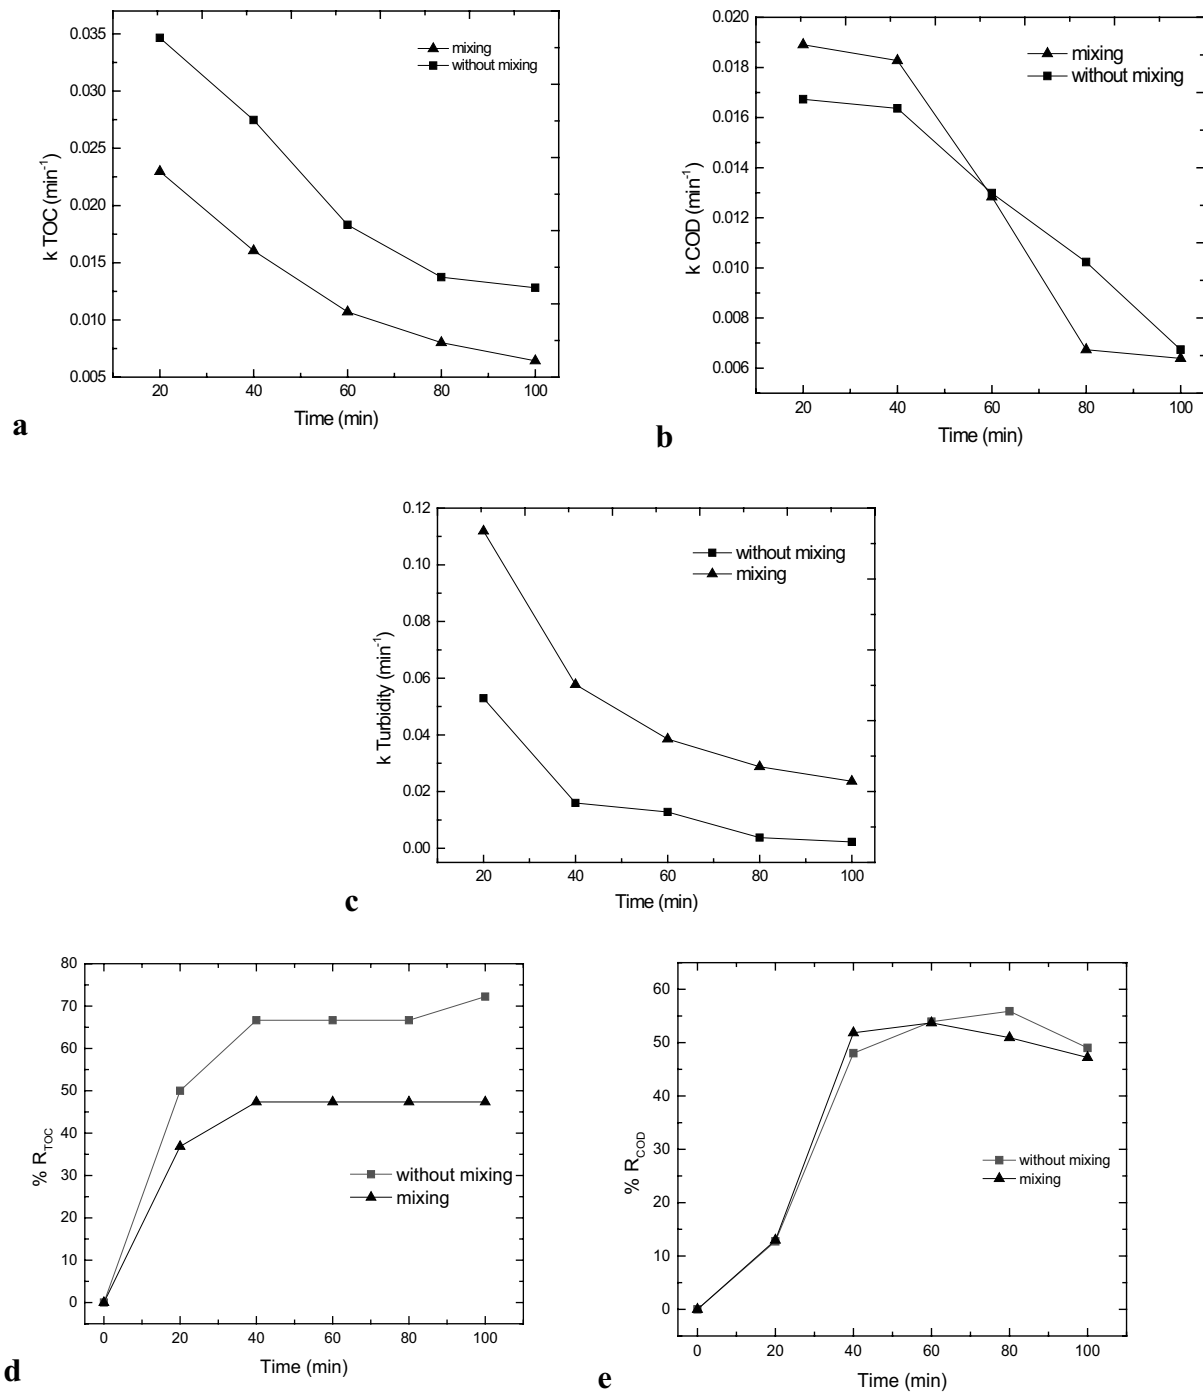 0.035
0.030
0.025
0.020
0.015
0.010
0.005
k TOC (min⁻¹)
mixing
without mixing
20 40 60 80 100
Time (min)
a
0.020
0.018
0.016
0.014
0.012
0.010
0.008
0.006
k COD (min⁻¹)
mixing
without mixing
20 40 60 80 100
Time (min)
b
0.12
0.10
0.08
0.06
0.04
0.02
0.00
k Turbidity (min⁻¹)
without mixing
mixing
20 40 60 80 100
Time (min)
c
80
70
60
50
40
30
20
10
0
% R_TOC
without mixing
mixing
0 20 40 60 80 100
Time (min)
d
60
50
40
30
20
10
0
% R_COD
without mixing
mixing
0 20 40 60 80 100
Time (min)
e